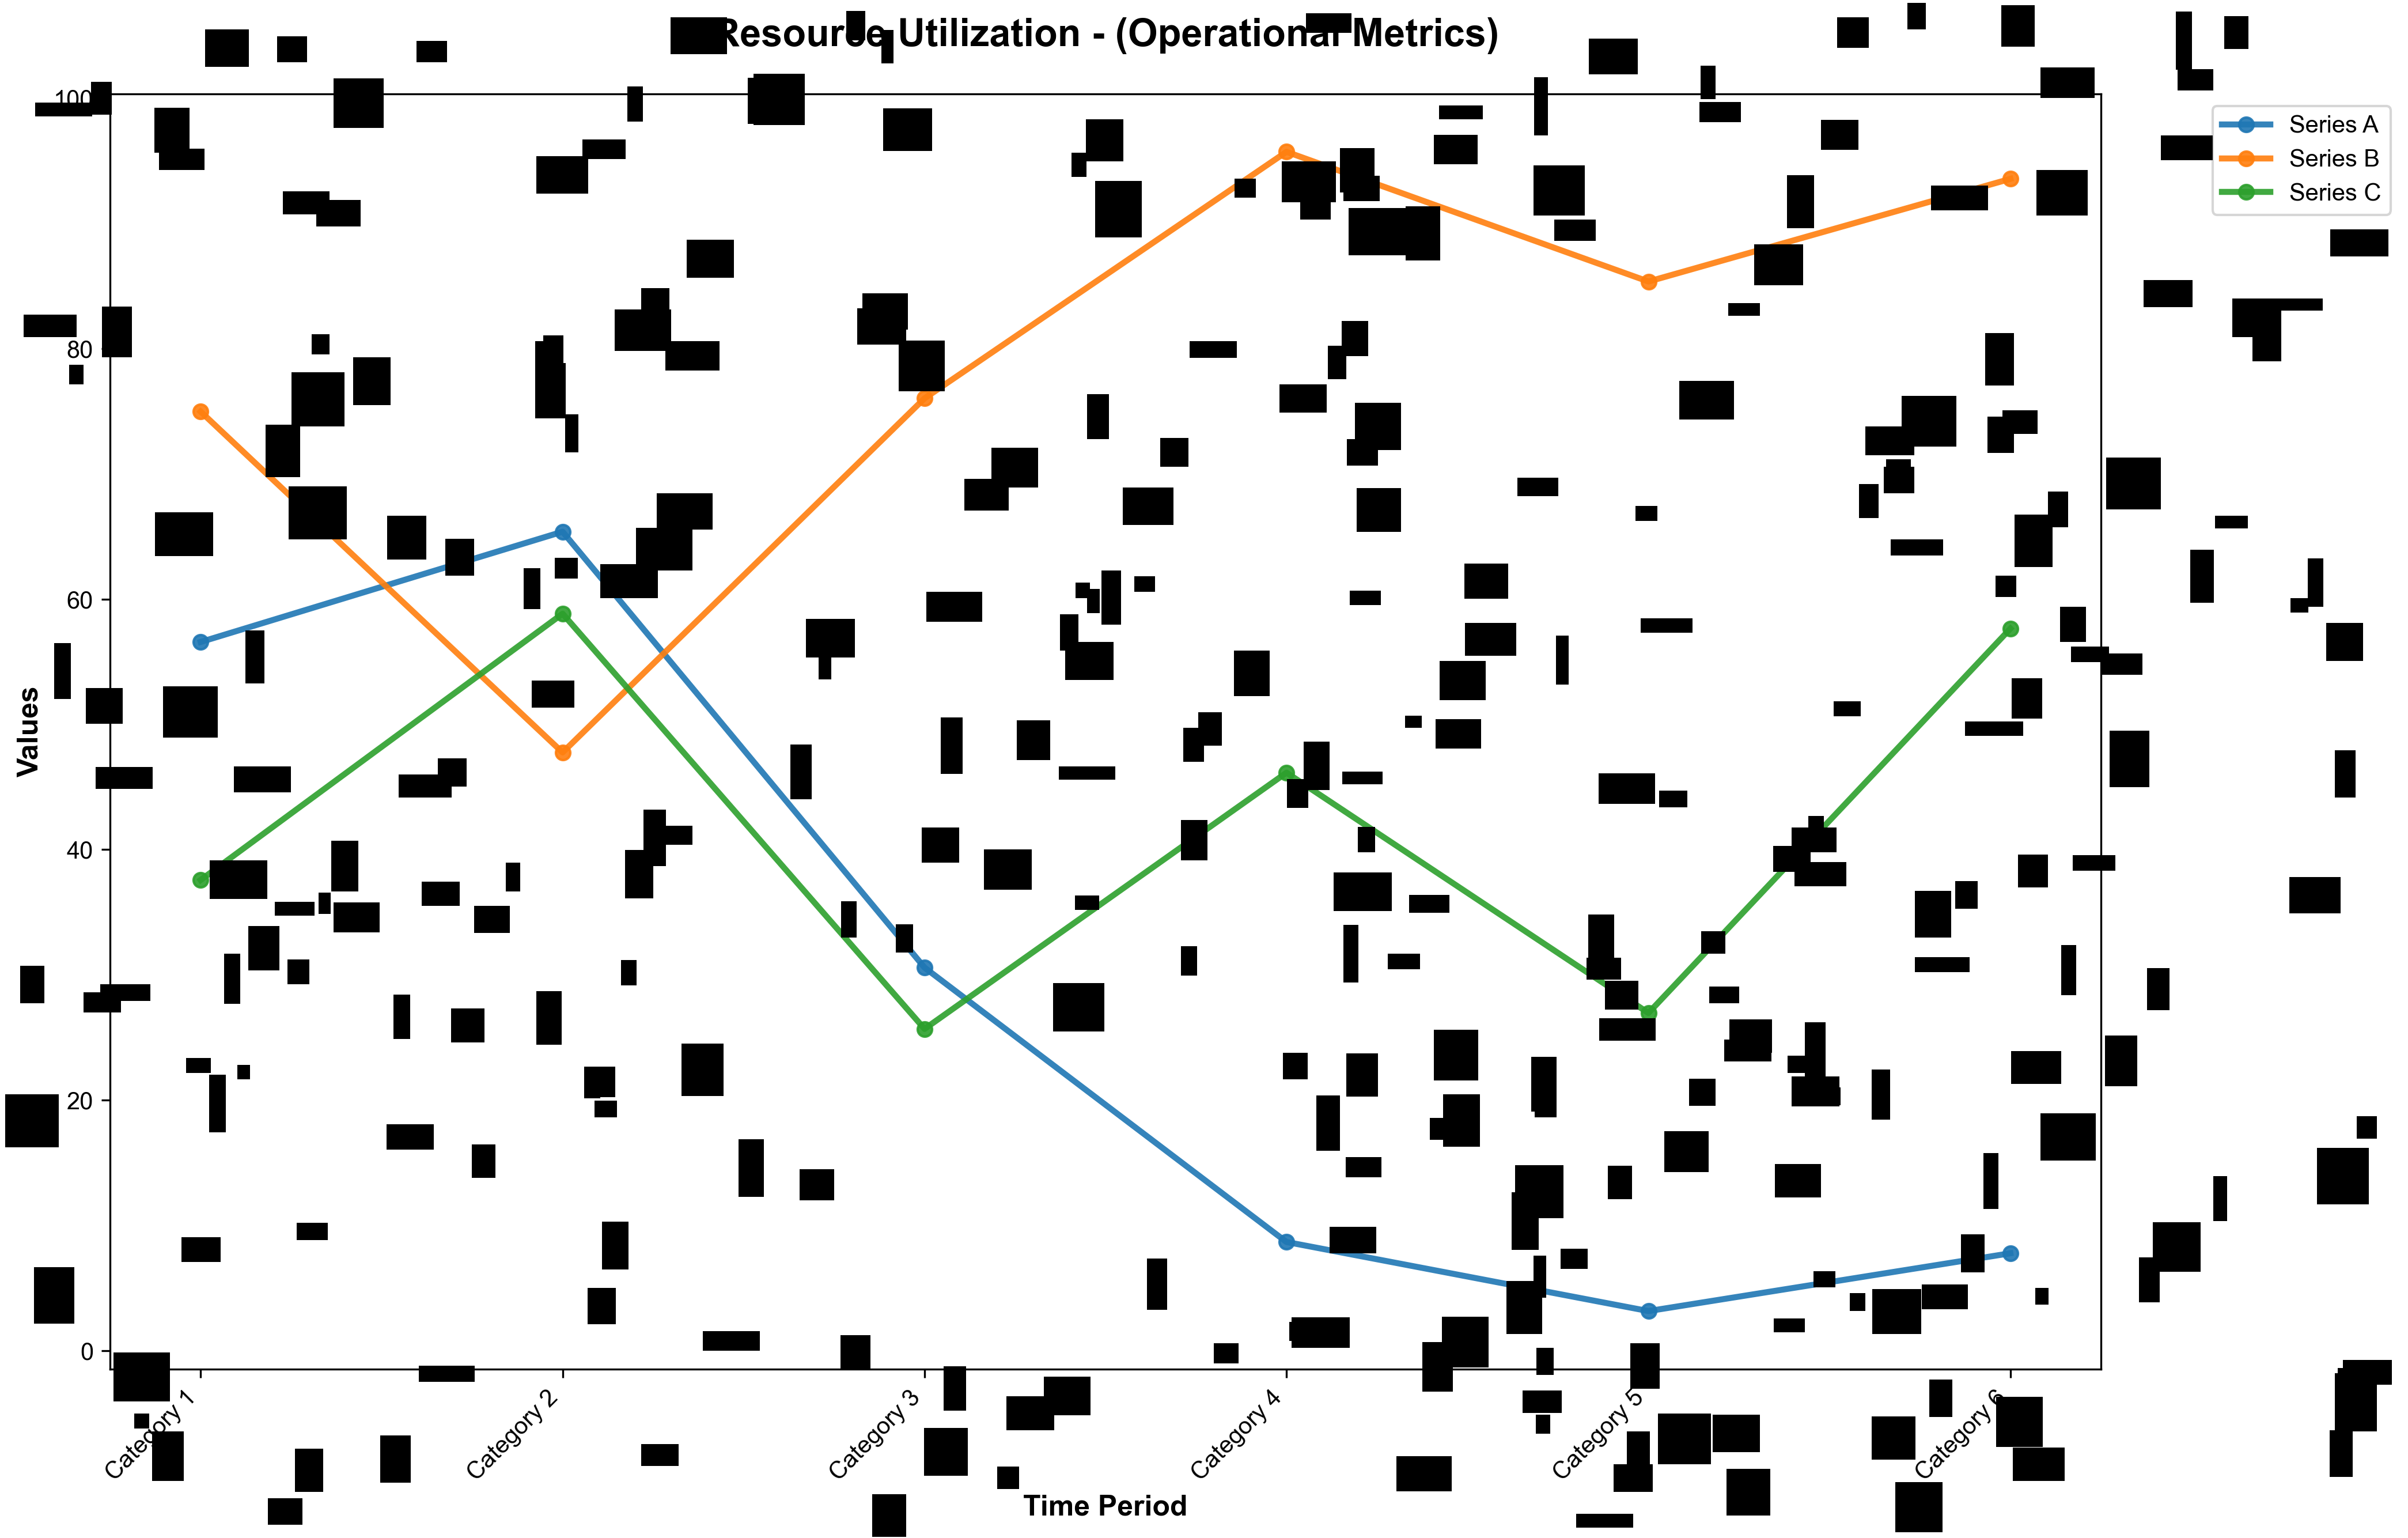 Resource Utilization - (Operational Metrics)
Series A
Series B
Series C
100
80
60
40
20
0
Values
Category 1
Category 2
Category 3
Category 4
Category 5
Category 6
Time Period